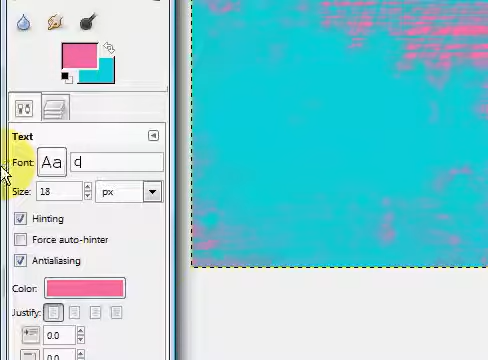 Text
Font: Aa d
Size: 18 px
Hinting
Force auto-hinter
Antialiasing
Color:
Justify:
0.0
0.0